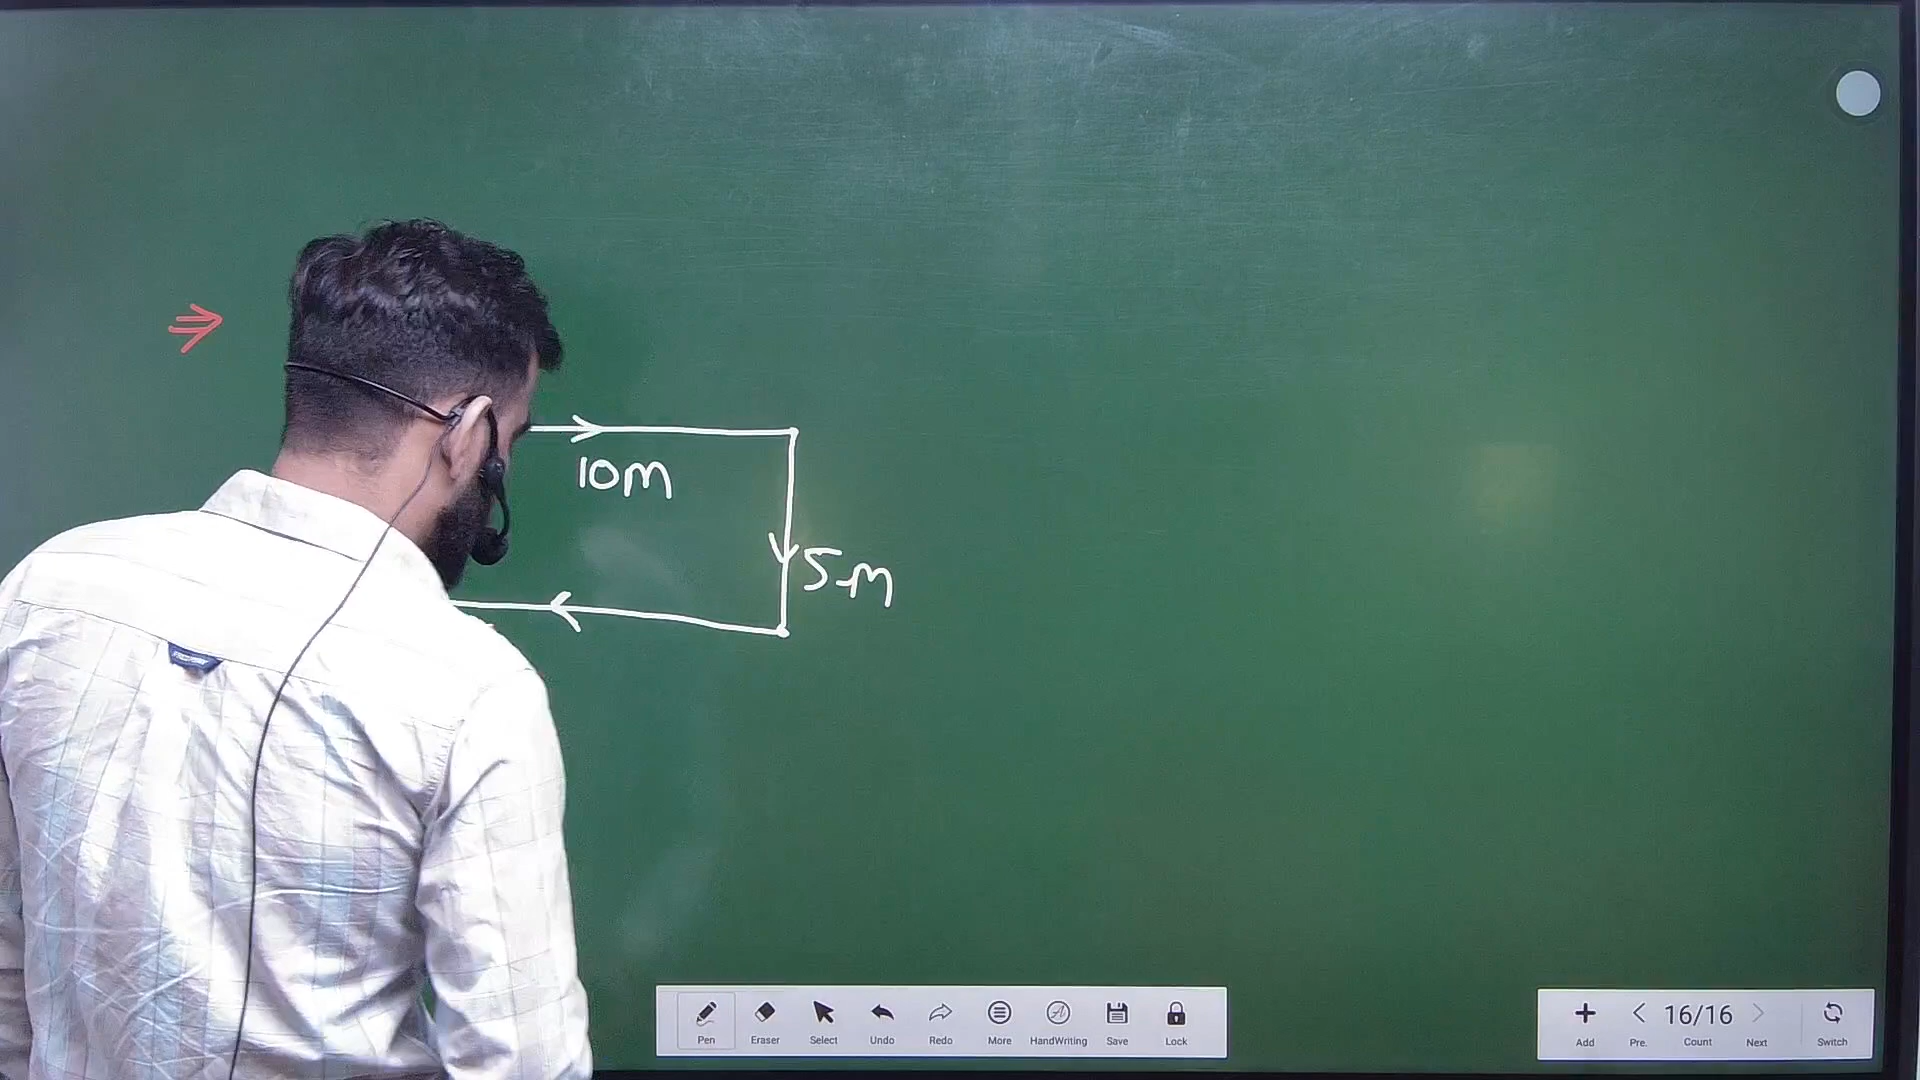 10m
5m
Pen Eraser Select Undo Redo More HandWriting Save Lock
Add Pre. 16/16 Count Next Switch